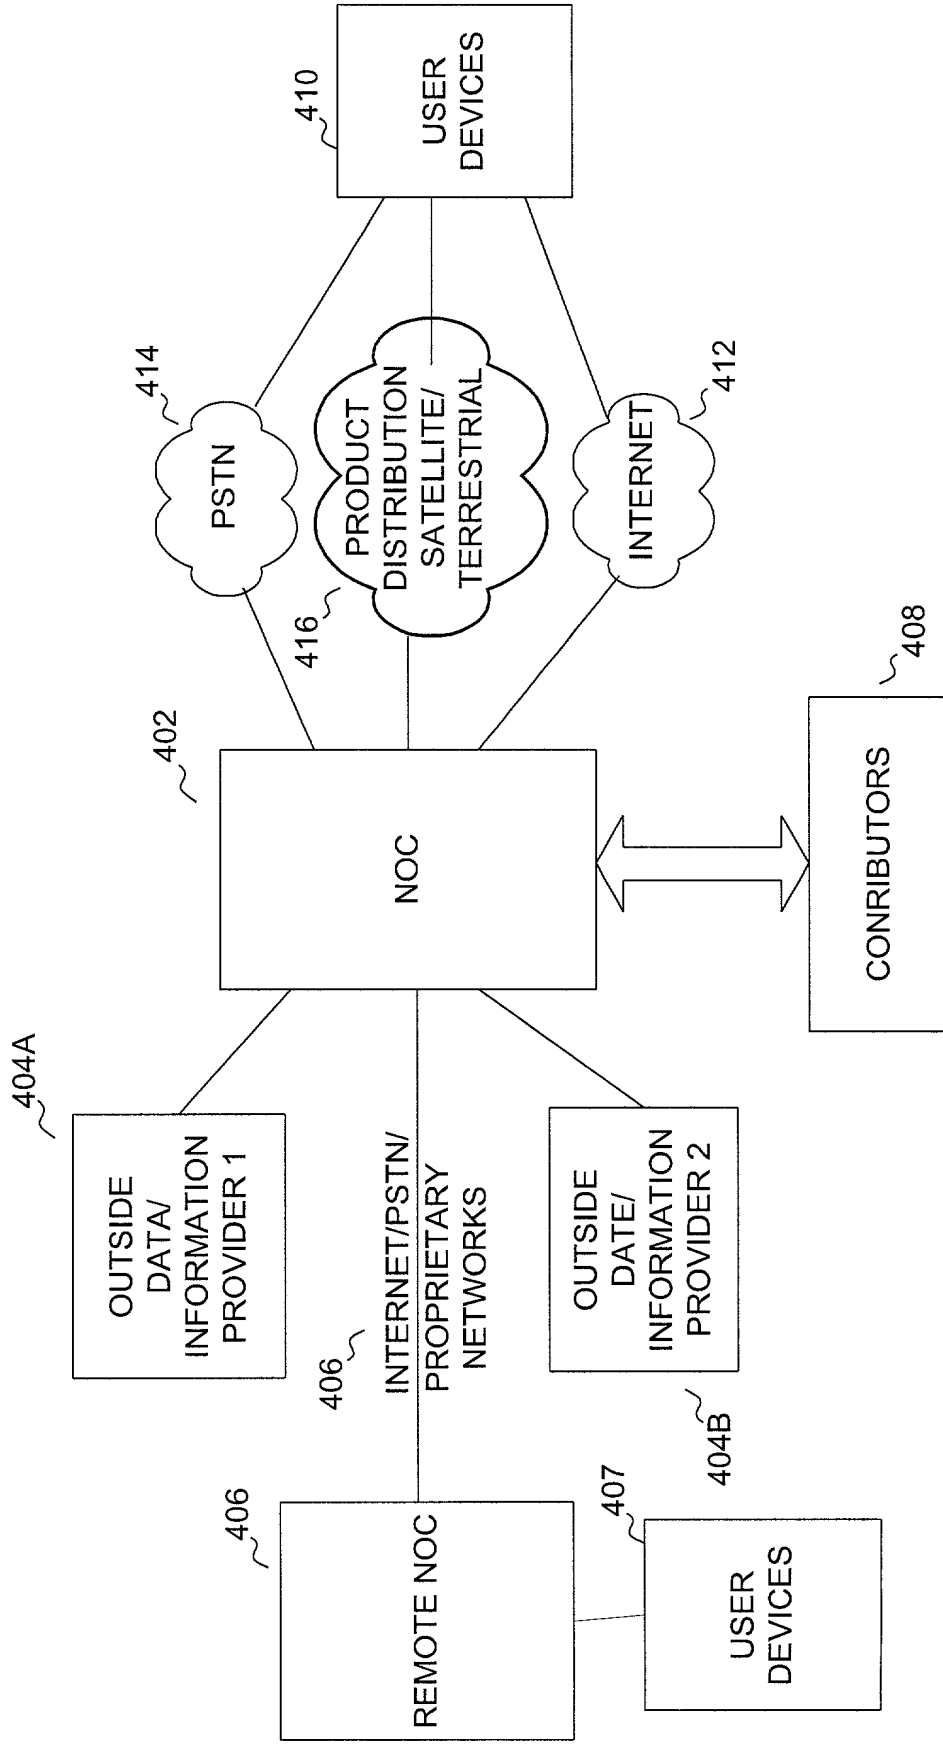 404A
OUTSIDE
DATA/
INFORMATION
PROVIDER 1
402
414
PSTN
410
USER
DEVICES
406
REMOTE NOC
406
INTERNET/PSTN/
PROPRIETARY
NETWORKS
NOC
416
PRODUCT
DISTRIBUTION
SATELLITE/
TERRESTRIAL
407
USER
DEVICES
404B
OUTSIDE
DATE/
INFORMATION
PROVIDER 2
INTERNET
412
CONRIBUTORS
408